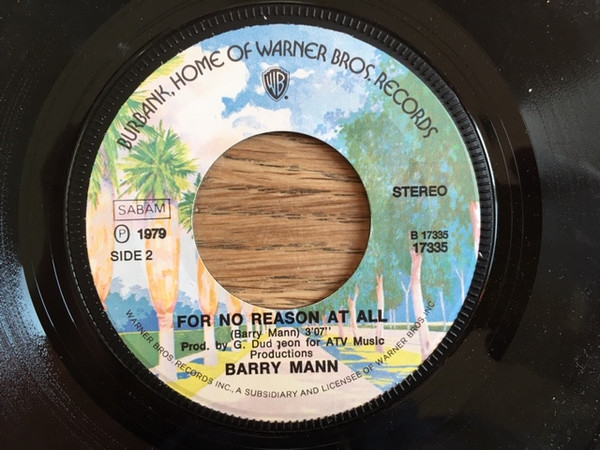 BURBANK, HOME OF WARNER BROS. RECORDS
WB
STEREO
SABAM
℗ 1979
SIDE 2
B 17335
17335
FOR NO REASON AT ALL
(Barry Mann) 3'07"
Prod. by G. Dudgeon for ATV Music
Productions
BARRY MANN
WARNER BROS. RECORDS INC., A SUBSIDIARY AND LICENSEE OF WARNER BROS. INC